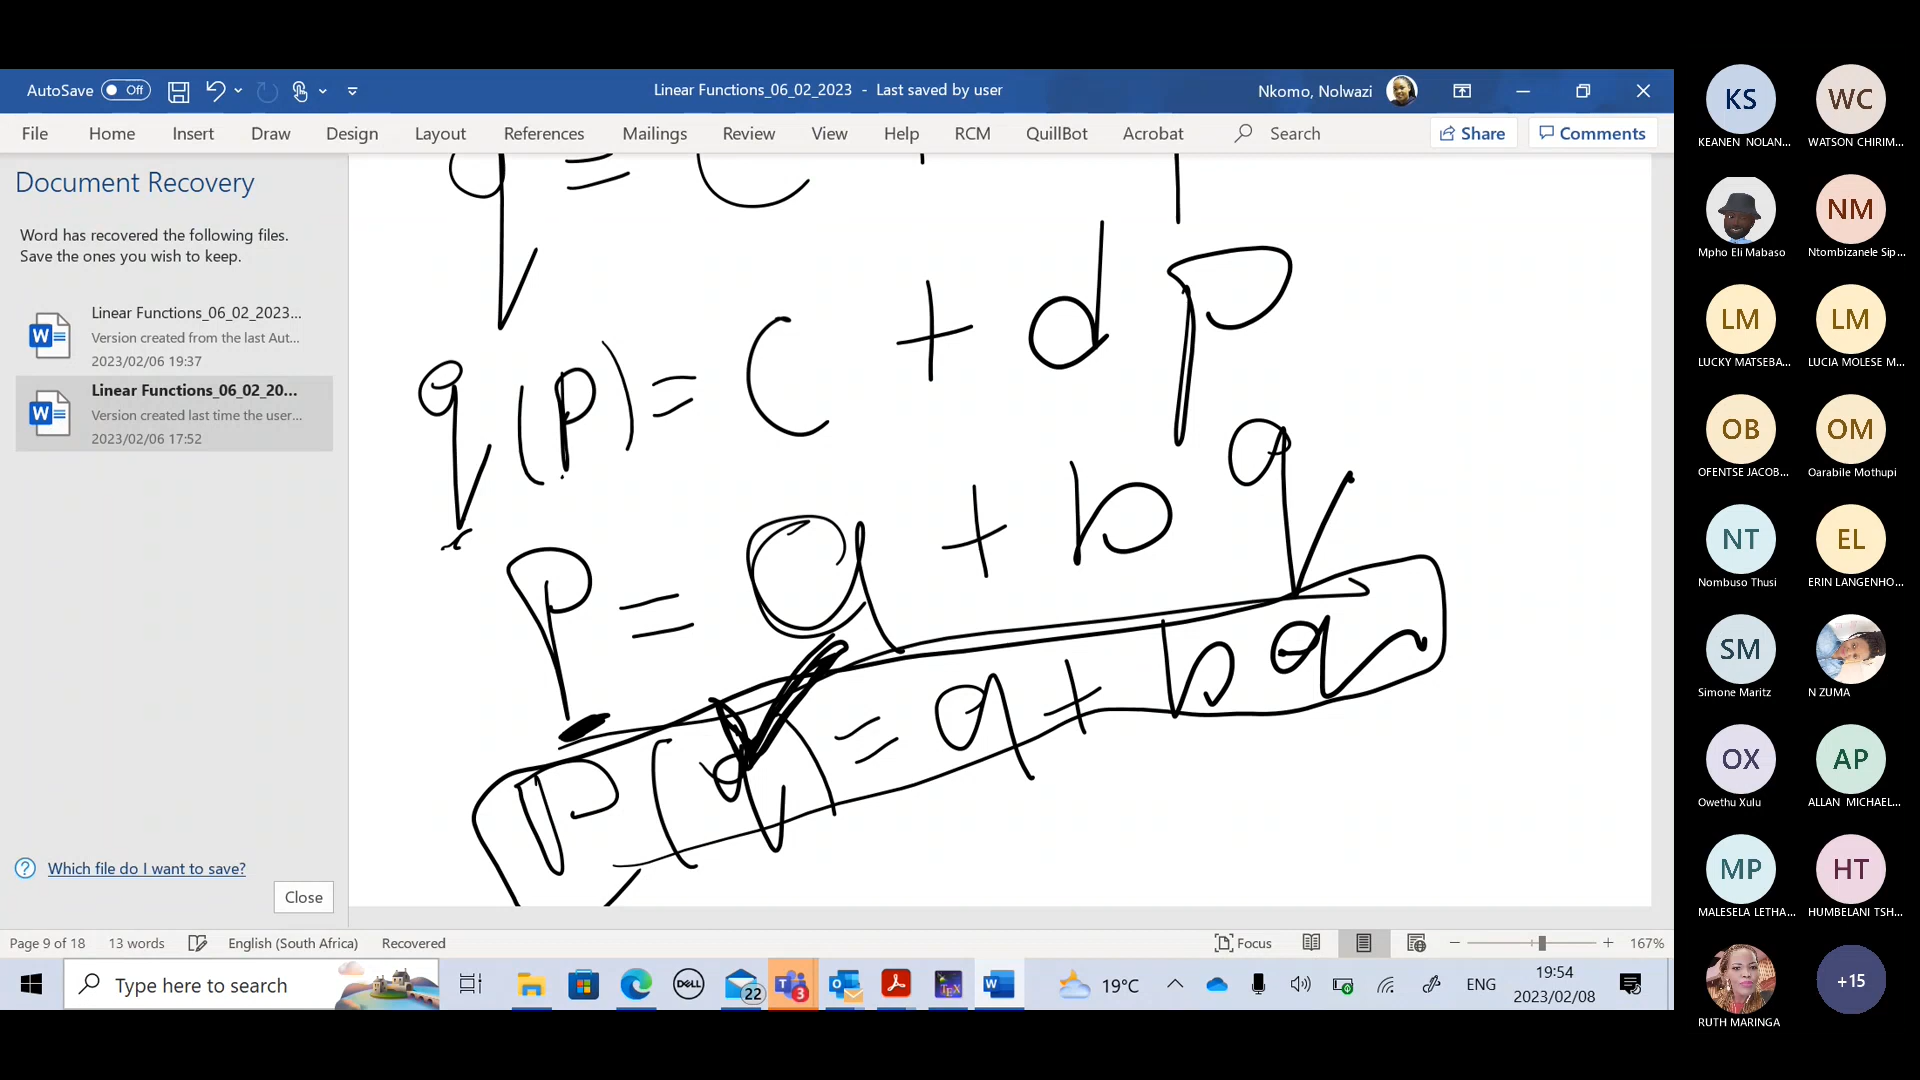 AutoSave Off
Linear Functions_06_02_2023 - Last saved by user
Nkomo, Nolwazi
File Home Insert Draw Design Layout References Mailings Review View Help RCM QuillBot Acrobat Search Share Comments
Document Recovery
Word has recovered the following files.
Save the ones you wish to keep.
Linear Functions_06_02_2023...
Version created from the last Aut...
2023/02/06 19:37
Linear Functions_06_02_20...
Version created last time the user...
2023/02/06 17:52
Which file do I want to save?
Close
q = c +
q(p) = c + dp
p = a + bq
P(q) = a + bq
Page 9 of 18 13 words English (South Africa) Recovered Focus 167%
Type here to search
DELL
22
3
TEX
19°C
ENG
19:54
2023/02/08
KS
KEANEN NOLAN...
WC
WATSON CHIRIM...
Mpho Eli Mabaso
NM
Ntombizanele Sip...
LM
LUCKY MATSEBA...
LM
LUCIA MOLESE M...
OB
OFENTSE JACOB...
OM
Oarabile Mothupi
NT
Nombuso Thusi
EL
ERIN LANGENHO...
SM
Simone Maritz
N ZUMA
OX
Owethu Xulu
AP
ALLAN MICHAEL...
MP
MALESELA LETHA...
HT
HUMBELANI TSH...
RUTH MARINGA
+15